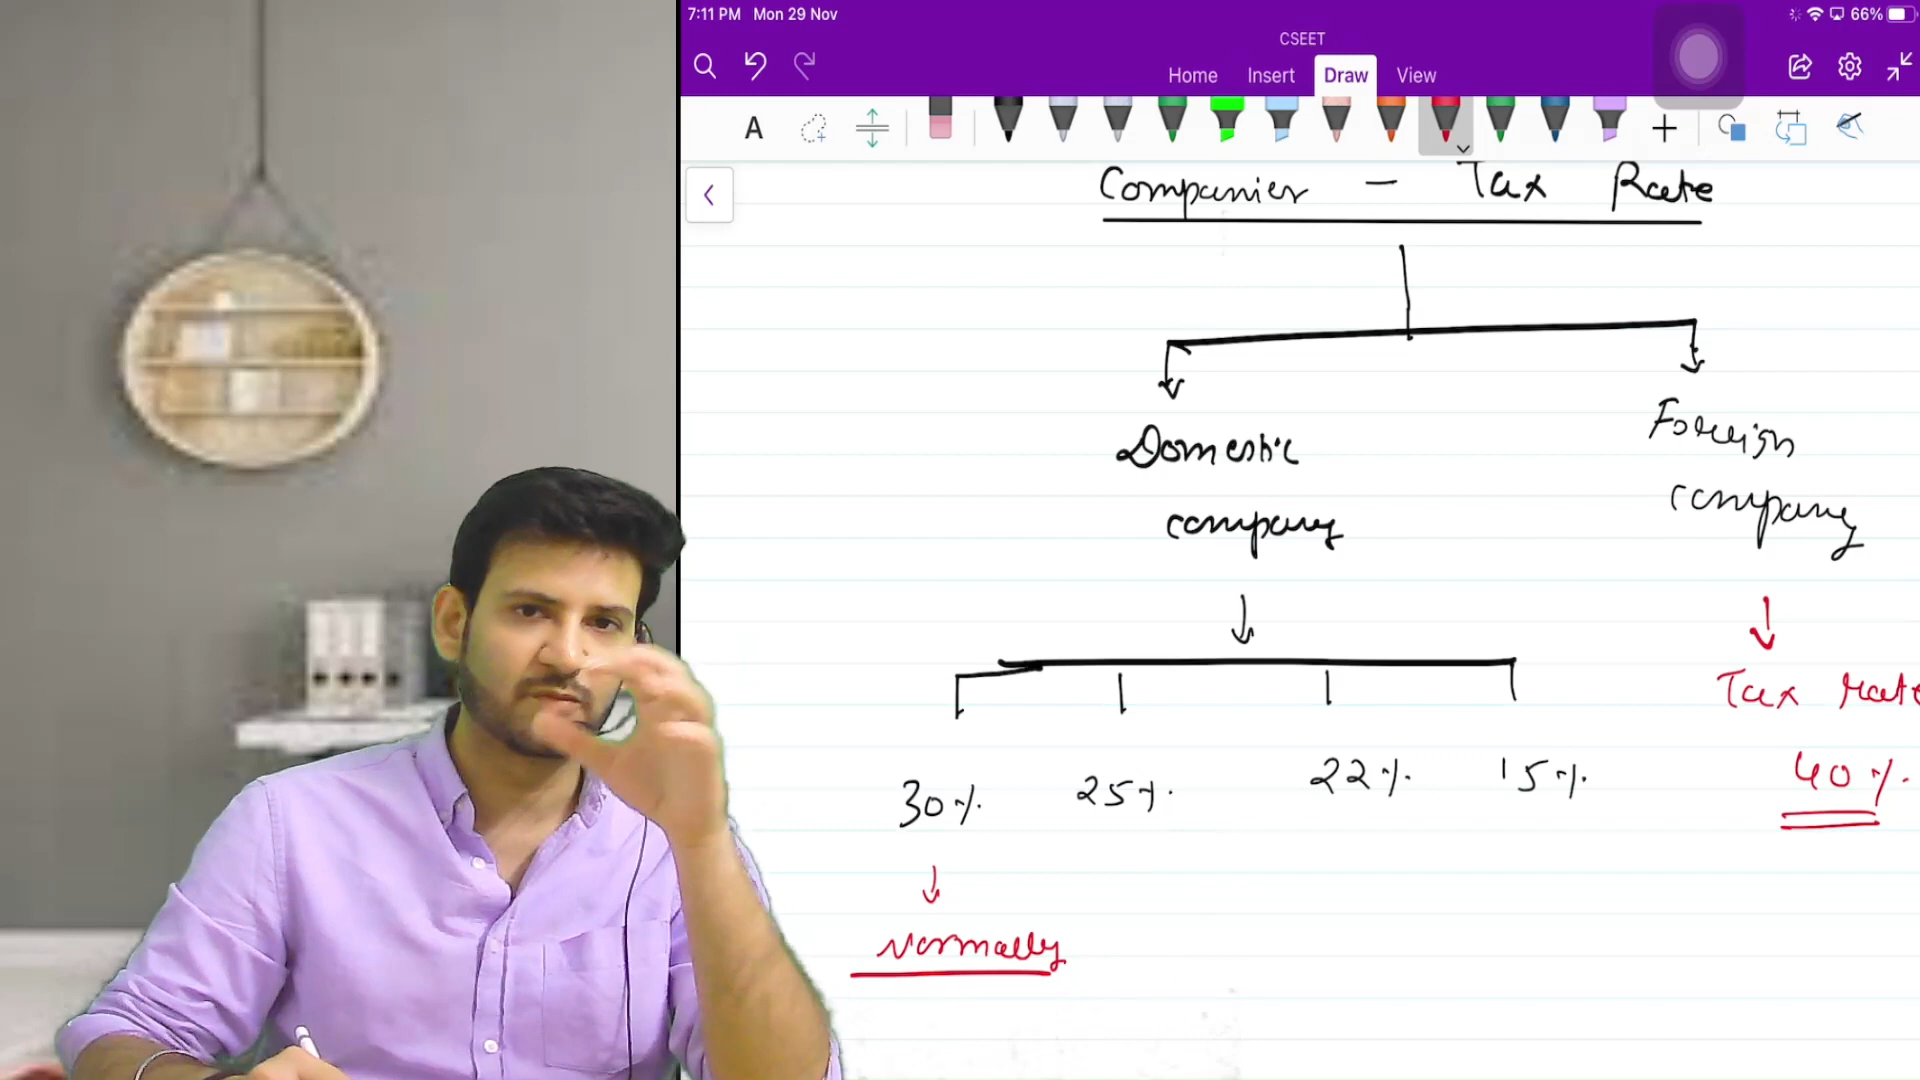 7:11 PM Mon 29 Nov
66%
CSEET
Home Insert Draw View
A
Companies - Tax Rate
Domestic company
Foreign company
Tax Rate
30% 25% 22% 15% 40%
Normally